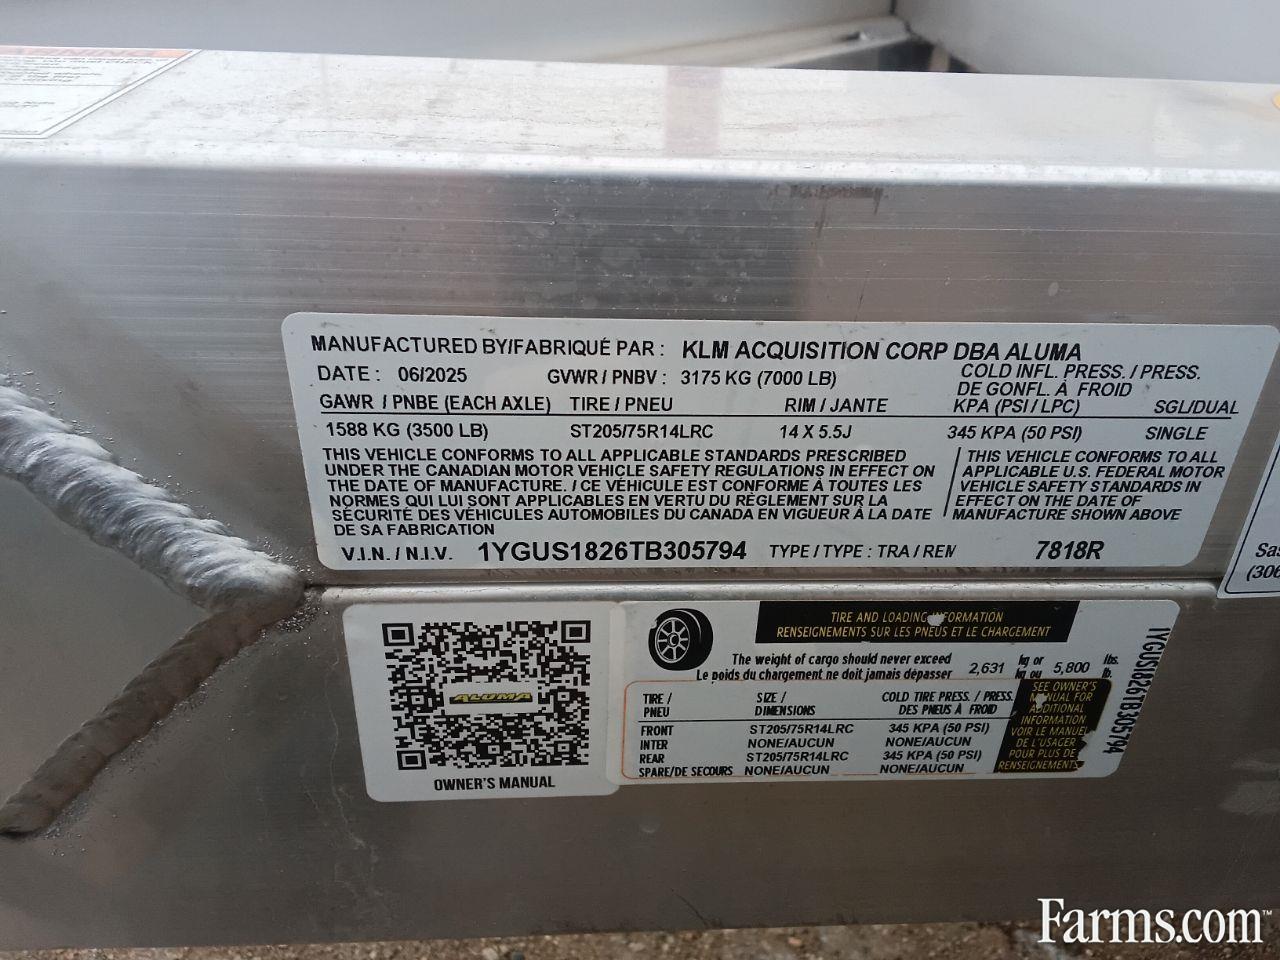 WARNING
MANUFACTURED BY/FABRIQUÉ PAR : KLM ACQUISITION CORP DBA ALUMA
DATE : 06/2025 GVWR / PNBV : 3175 KG (7000 LB) COLD INFL. PRESS. / PRESS.
DE GONFL. À FROID
GAWR / PNBE (EACH AXLE) TIRE / PNEU RIM / JANTE KPA (PSI / LPC) SGL/DUAL
1588 KG (3500 LB) ST205/75R14LRC 14 X 5.5J 345 KPA (50 PSI) SINGLE
THIS VEHICLE CONFORMS TO ALL APPLICABLE STANDARDS PRESCRIBED
UNDER THE CANADIAN MOTOR VEHICLE SAFETY REGULATIONS IN EFFECT ON
THE DATE OF MANUFACTURE. / CE VÉHICULE EST CONFORME À TOUTES LES
NORMES QUI LUI SONT APPLICABLES EN VERTU DU RÈGLEMENT SUR LA
SÉCURITÉ DES VÉHICULES AUTOMOBILES DU CANADA EN VIGUEUR À LA DATE
DE SA FABRICATION
THIS VEHICLE CONFORMS TO ALL
APPLICABLE U.S. FEDERAL MOTOR
VEHICLE SAFETY STANDARDS IN
EFFECT ON THE DATE OF
MANUFACTURE SHOWN ABOVE
V.I.N. / N.I.V. 1YGUS1826TB305794 TYPE / TYPE : TRA / REM 7818R
Sas
(306
ALUMA
OWNER'S MANUAL
TIRE AND LOADING INFORMATION
RENSEIGNEMENTS SUR LES PNEUS ET LE CHARGEMENT
The weight of cargo should never exceed 2,631 kg or 5,800 lbs.
Le poids du chargement ne doit jamais dépasser kg ou lb.
TIRE / SIZE / COLD TIRE PRESS. / PRESS.
PNEU DIMENSIONS DES PNEUS À FROID
FRONT ST205/75R14LRC 345 KPA (50 PSI)
INTER NONE/AUCUN NONE/AUCUN
REAR ST205/75R14LRC 345 KPA (50 PSI)
SPARE/DE SECOURS NONE/AUCUN NONE/AUCUN
SEE OWNER'S
MANUAL FOR
ADDITIONAL
INFORMATION
VOIR LE MANUEL
DE L'USAGER
POUR PLUS DE
RENSEIGNEMENTS
1YGUS1826TB305794
Farms.com™